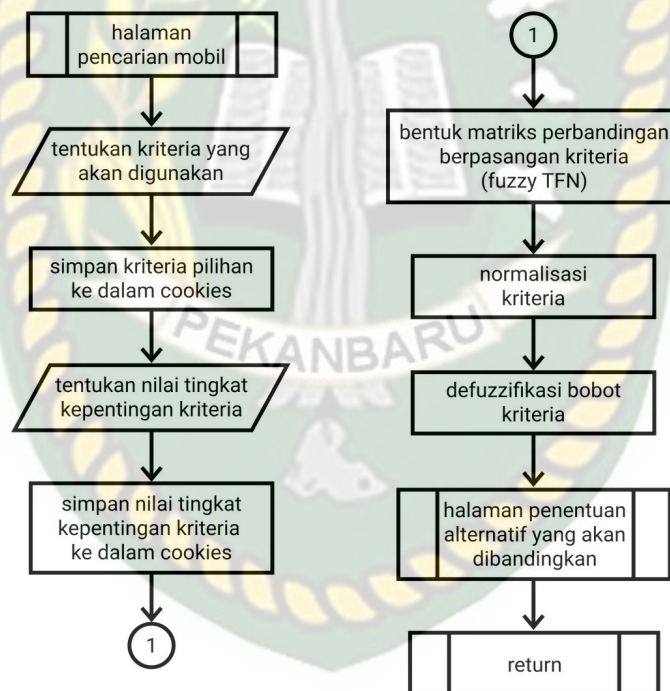 halaman
pencarian mobil
tentukan kriteria yang
akan digunakan
simpan kriteria pilihan
ke dalam cookies
tentukan nilai tingkat
kepentingan kriteria
simpan nilai tingkat
kepentingan kriteria
ke dalam cookies
1
1
bentuk matriks perbandingan
berpasangan kriteria
(fuzzy TFN)
normalisasi
kriteria
defuzzifikasi bobot
kriteria
halaman penentuan
alternatif yang akan
dibandingkan
return
PEKANBARU